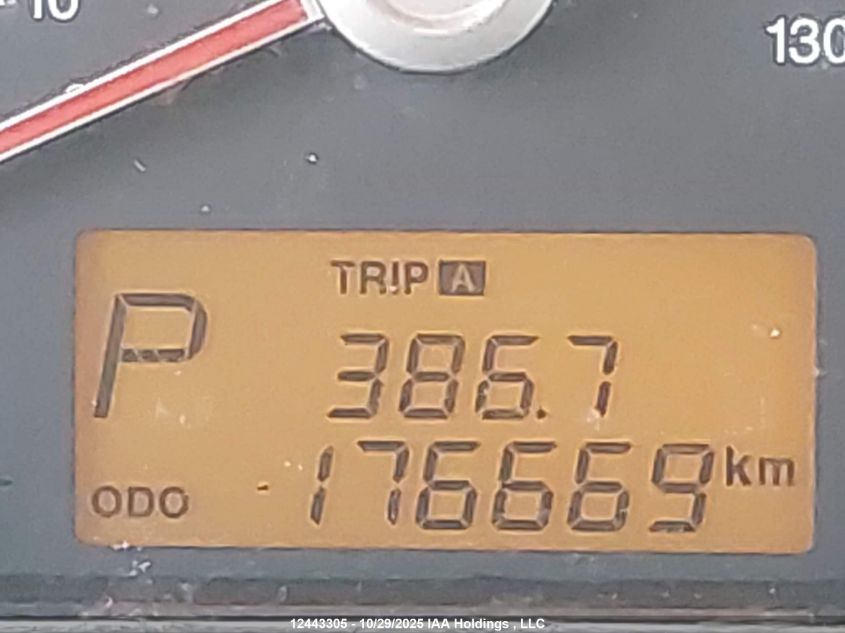 10
130
TRIP A
P
386.7
176669 km
ODO
12443305 - 10/29/2025 IAA Holdings , LLC